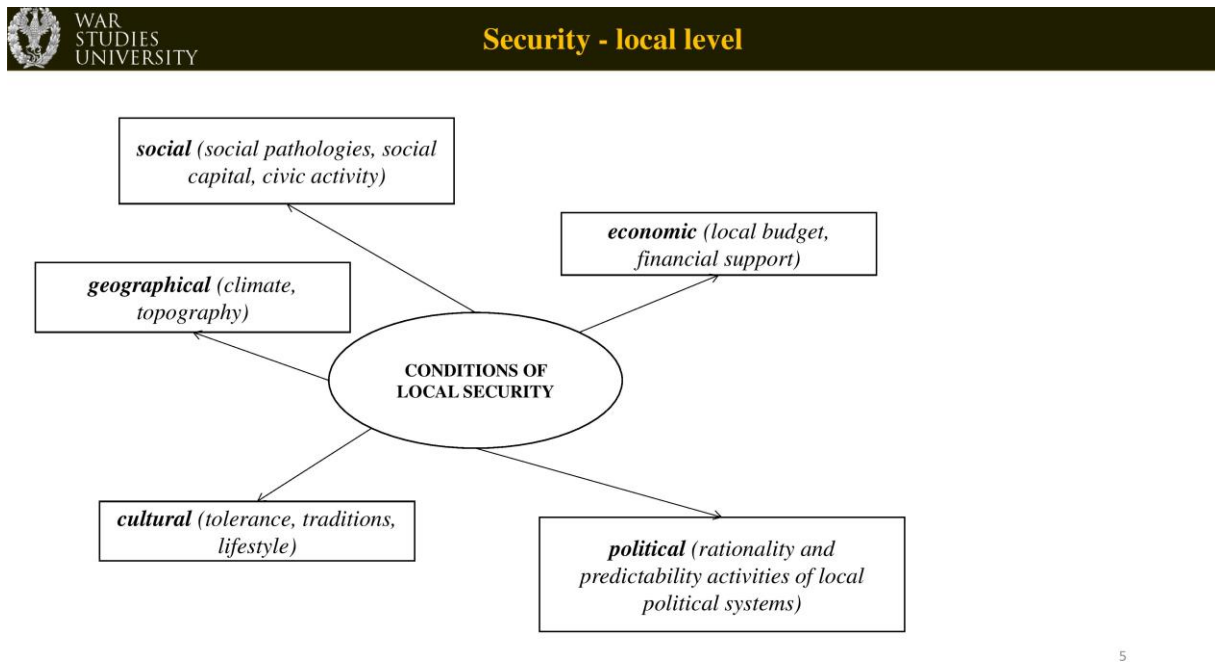 WAR
STUDIES
UNIVERSITY
Security - local level
social (social pathologies, social
capital, civic activity)
economic (local budget,
financial support)
geographical (climate,
topography)
CONDITIONS OF
LOCAL SECURITY
cultural (tolerance, traditions,
lifestyle)
political (rationality and
predictability activities of local
political systems)
5